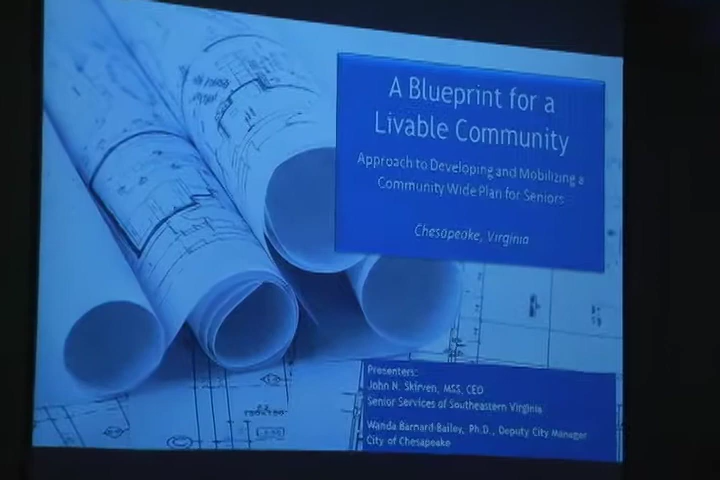 A Blueprint for a
Livable Community
Approach to Developing and Mobilizing a
Community Wide Plan for Seniors
Chesapeake, Virginia
Presenters:
John N. Skirven, MSS, CEO
Senior Services of Southeastern Virginia
Wanda Barnard-Bailey, Ph.D., Deputy City Manager
City of Chesapeake